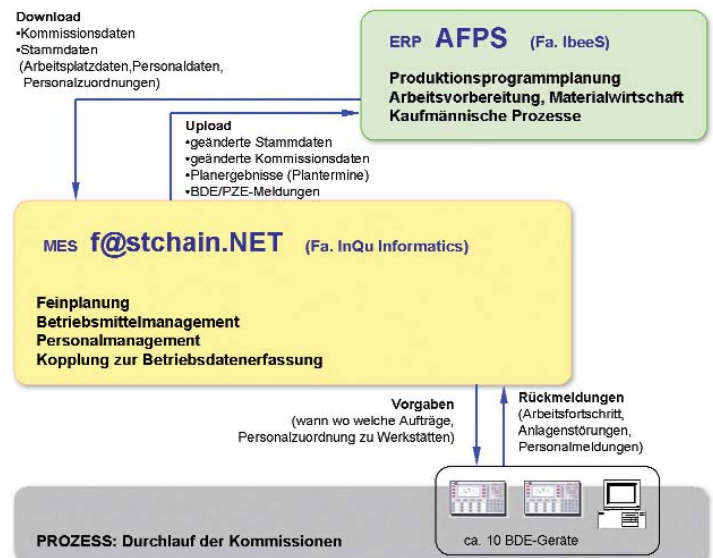 Download
•Kommissionsdaten
•Stammdaten
(Arbeitsplatzdaten,Personaldaten,
Personalzuordnungen)
ERP AFPS (Fa. IbeeS)
Produktionsprogrammplanung
Arbeitsvorbereitung, Materialwirtschaft
Kaufmännische Prozesse
Upload
•geänderte Stammdaten
•geänderte Kommissionsdaten
•Planergebnisse (Plantermine)
•BDE/PZE-Meldungen
MES f@stchain.NET (Fa. InQu Informatics)
Feinplanung
Betriebsmittelmanagement
Personalmanagement
Kopplung zur Betriebsdatenerfassung
Vorgaben
(wann wo welche Aufträge,
Personalzuordnung zu Werkstätten)
Rückmeldungen
(Arbeitsfortschritt,
Anlagenstörungen,
Personalmeldungen)
PROZESS: Durchlauf der Kommissionen
ca. 10 BDE-Geräte